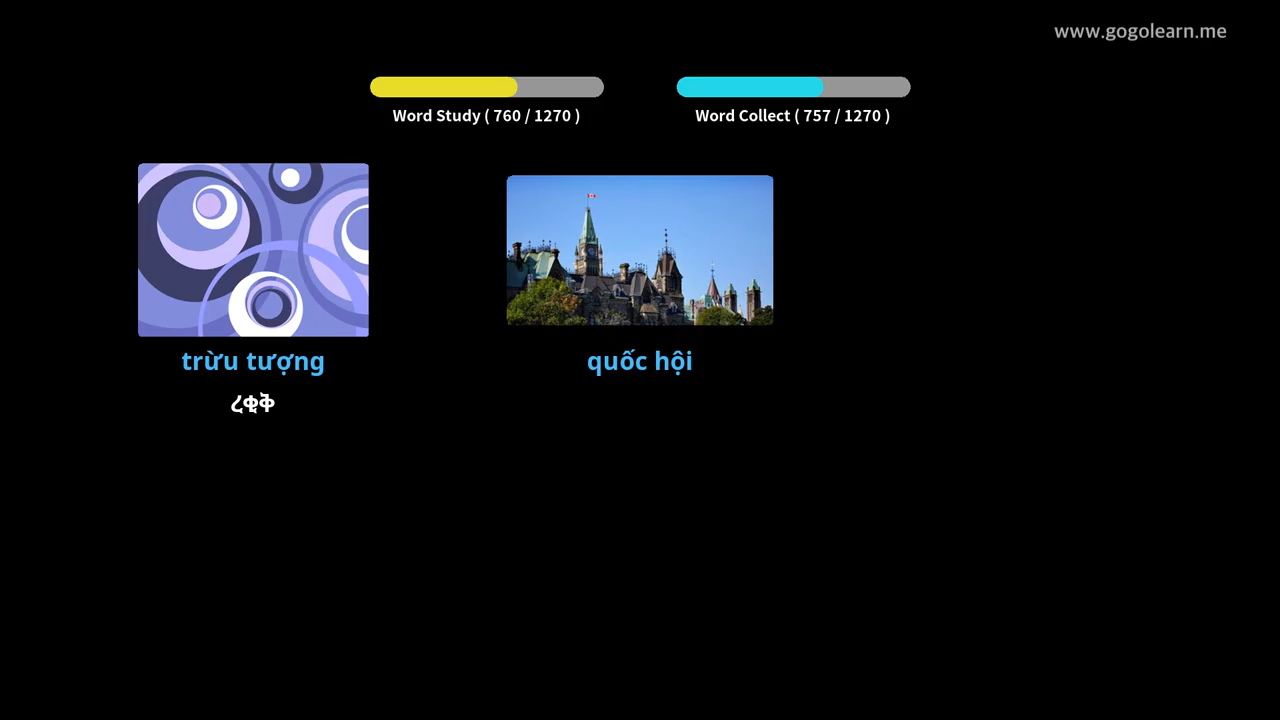 www.gogolearn.me
Word Study ( 760 / 1270 )
Word Collect ( 757 / 1270 )
trừu tượng
quốc hội
ረቂቅ